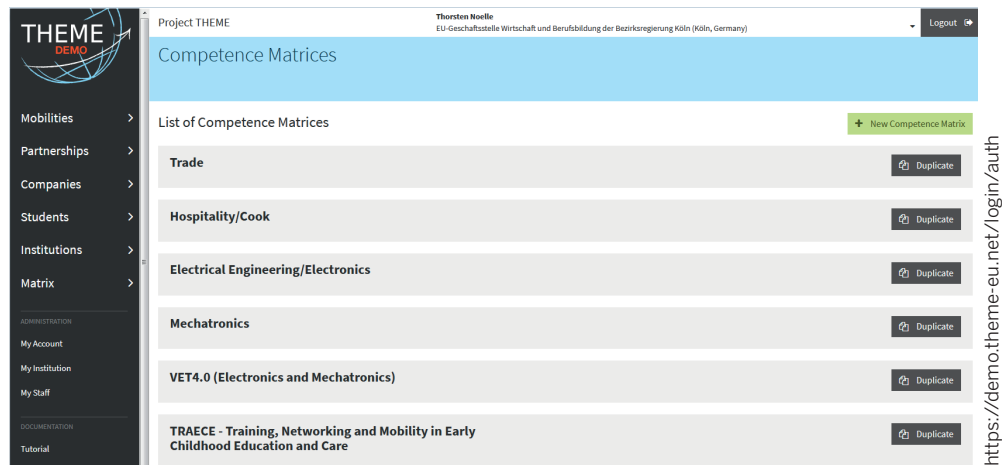 THEME
DEMO
Mobilities
Partnerships
Companies
Students
Institutions
Matrix
ADMINISTRATION
My Account
My Institution
My Staff
DOCUMENTATION
Tutorial
Project THEME
Thorsten Noelle
EU-Geschaftsstelle Wirtschaft und Berufsbildung der Bezirksregierung Köln (Köln, Germany)
Logout
Competence Matrices
List of Competence Matrices
+ New Competence Matrix
Trade
Duplicate
Hospitality/Cook
Duplicate
Electrical Engineering/Electronics
Duplicate
Mechatronics
Duplicate
VET4.0 (Electronics and Mechatronics)
Duplicate
TRAECE - Training, Networking and Mobility in Early
Childhood Education and Care
Duplicate
https://demo.theme-eu.net/login/auth